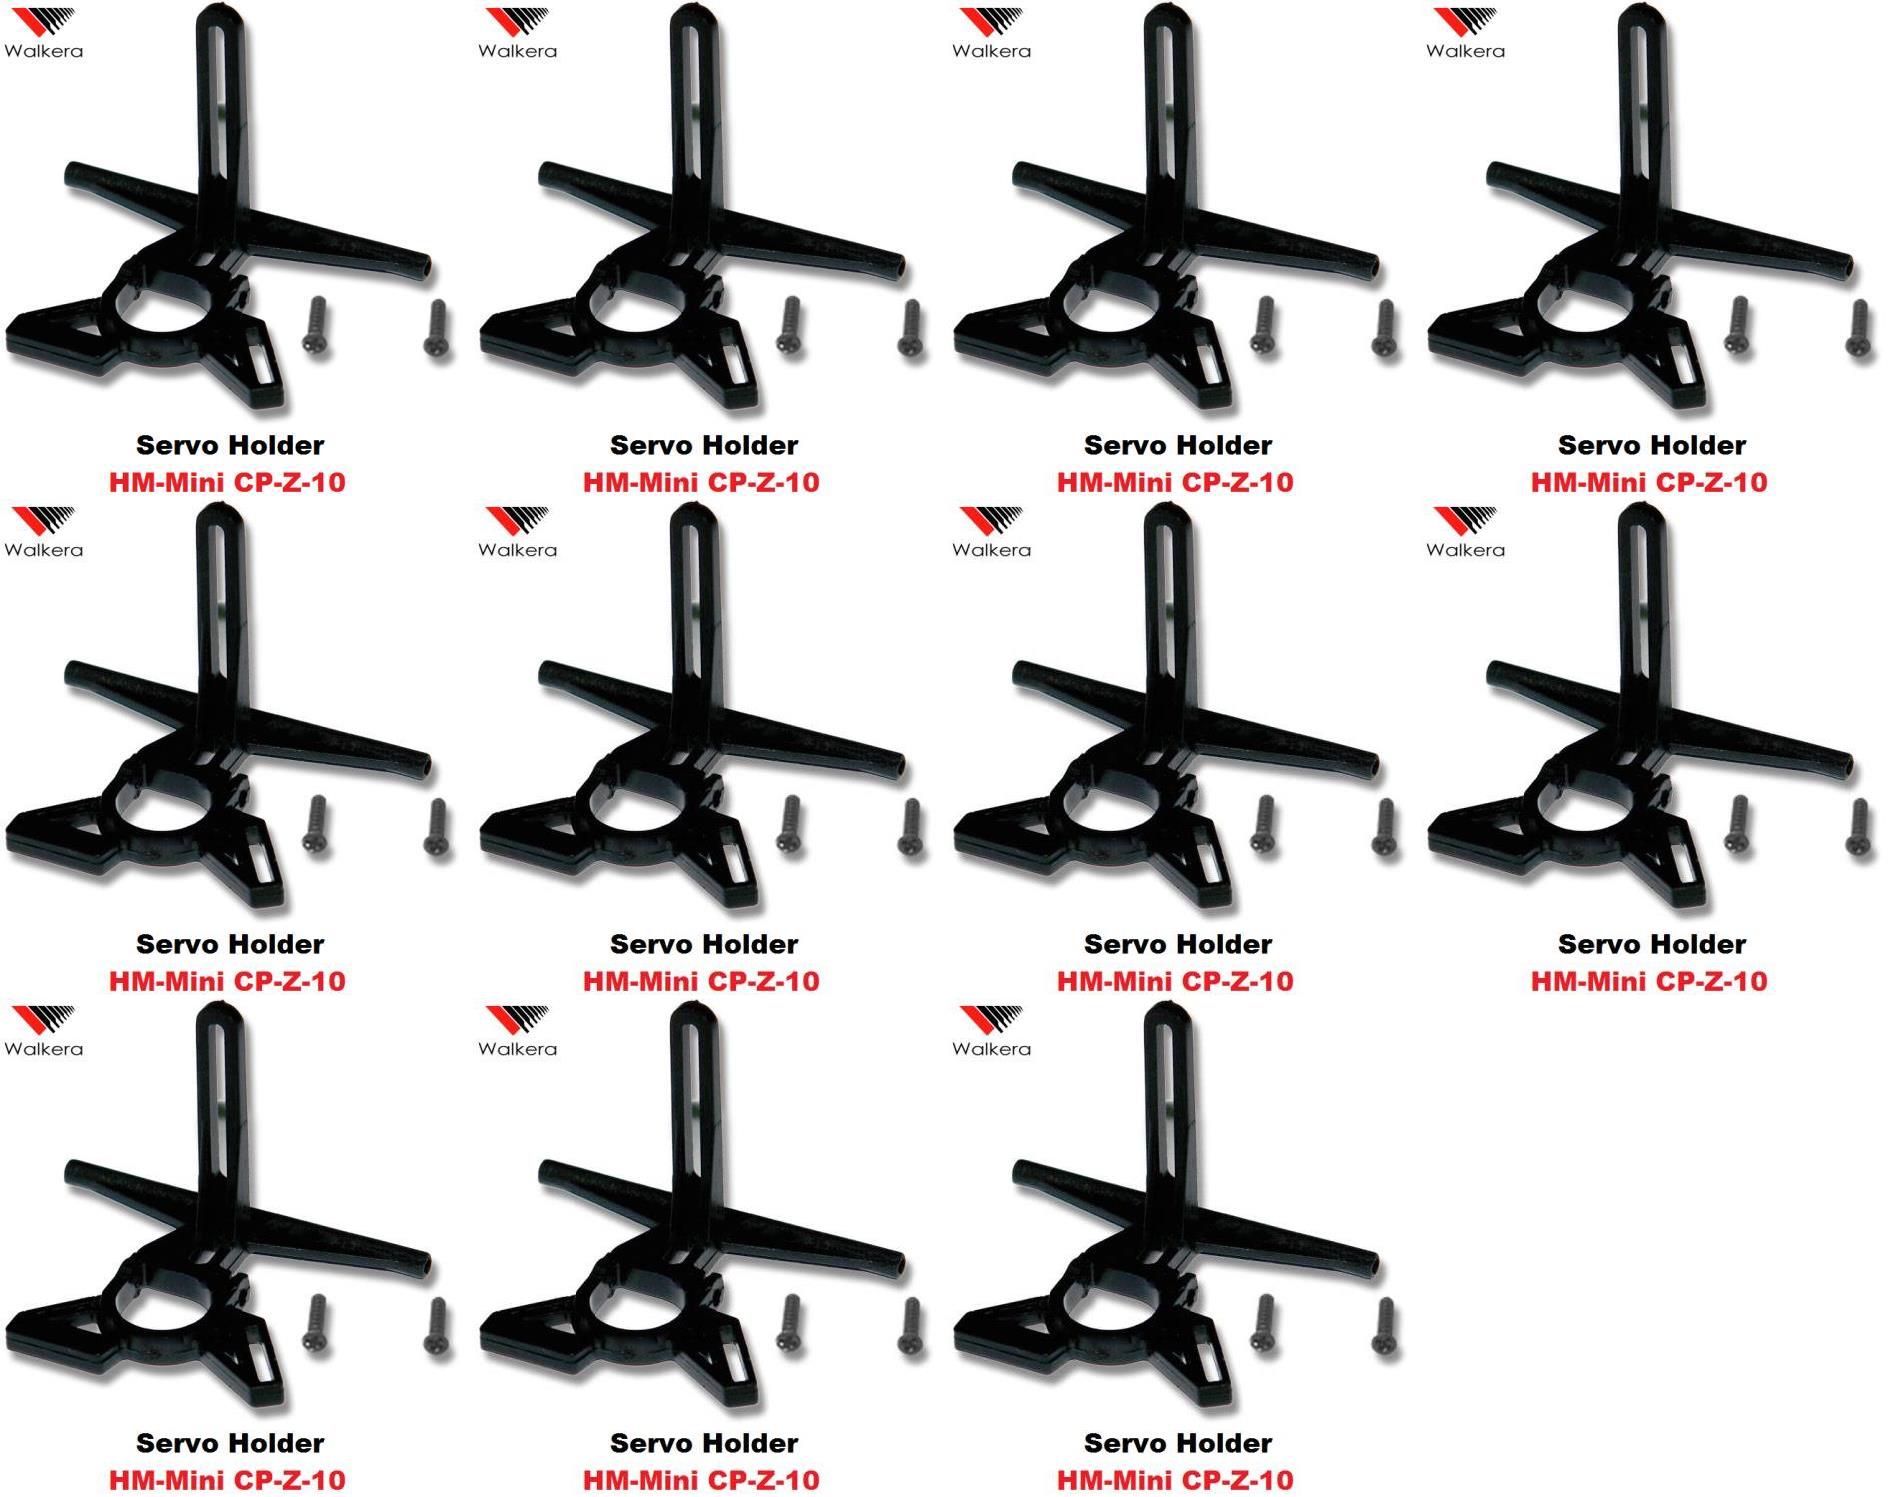 Walkera Walkera Walkera Walkera
Servo Holder Servo Holder Servo Holder Servo Holder
HM-Mini CP-Z-10 HM-Mini CP-Z-10 HM-Mini CP-Z-10 HM-Mini CP-Z-10
Walkera Walkera Walkera Walkera
Servo Holder Servo Holder Servo Holder Servo Holder
HM-Mini CP-Z-10 HM-Mini CP-Z-10 HM-Mini CP-Z-10 HM-Mini CP-Z-10
Walkera Walkera Walkera
Servo Holder Servo Holder Servo Holder
HM-Mini CP-Z-10 HM-Mini CP-Z-10 HM-Mini CP-Z-10